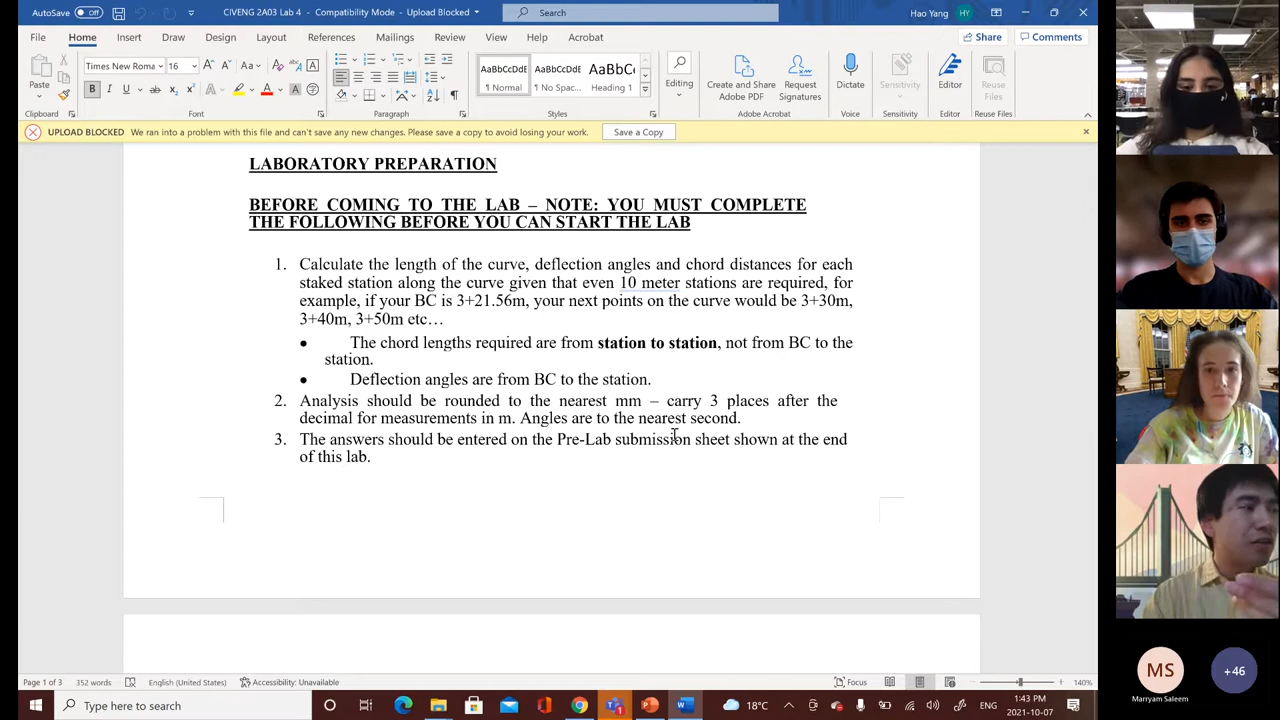 AutoSave Off CIVENG 2A03 Lab 4 - Compatibility Mode - Upload Blocked Search Hao Yang HY
File Home Insert Draw Design Layout References Mailings Review View Help Acrobat Share Comments
Times New Roma 16 A A Aa A
B I U ab x₂ x² A A A
AaBbCcDdE AaBbCcDdE AaBbC
¶ Normal ¶ No Spac... Heading 1
Paste Editing Create and Share Adobe PDF Request Signatures Dictate Sensitivity Editor Reuse Files
Clipboard Font Paragraph Styles Adobe Acrobat Voice Sensitivity Editor Reuse Files
UPLOAD BLOCKED We ran into a problem with this file and can't save any new changes. Please save a copy to avoid losing your work. Save a Copy
LABORATORY PREPARATION
BEFORE COMING TO THE LAB – NOTE: YOU MUST COMPLETE
THE FOLLOWING BEFORE YOU CAN START THE LAB
1. Calculate the length of the curve, deflection angles and chord distances for each
staked station along the curve given that even 10 meter stations are required, for
example, if your BC is 3+21.56m, your next points on the curve would be 3+30m,
3+40m, 3+50m etc…
• The chord lengths required are from station to station, not from BC to the
station.
• Deflection angles are from BC to the station.
2. Analysis should be rounded to the nearest mm – carry 3 places after the
decimal for measurements in m. Angles are to the nearest second.
3. The answers should be entered on the Pre-Lab submission sheet shown at the end
of this lab.
Page 1 of 3 352 words English (United States) Accessibility: Unavailable Focus 140%
Type here to search 18°C 1:43 PM
2021-10-07
MS +46
Marryam Saleem